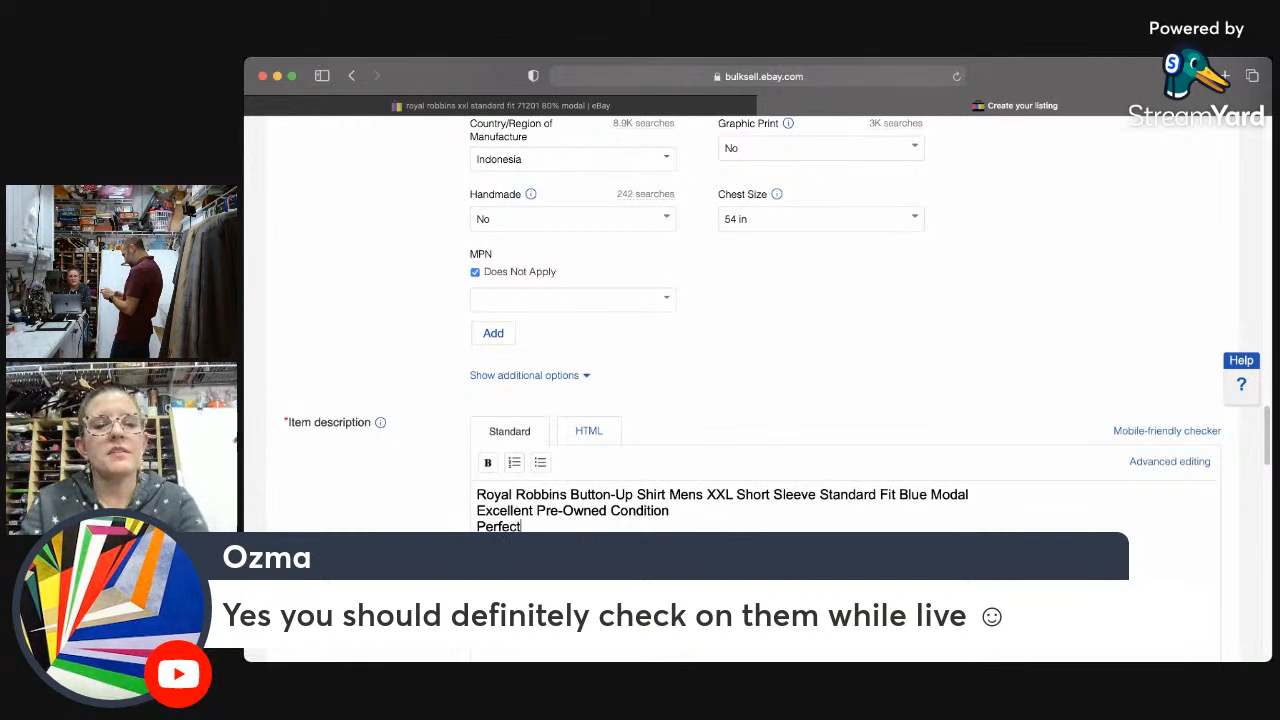 Powered by
S
StreamYard
bulksell.ebay.com
royal robbins xxl standard fit 71201 80% modal | eBay
Create your listing
Country/Region of Manufacture
8.9K searches
Graphic Print
3K searches
Indonesia
No
Handmade
242 searches
Chest Size
No
54 in
MPN
Does Not Apply
Add
Show additional options
Help
?
*Item description
Standard
HTML
Mobile-friendly checker
B
Advanced editing
Royal Robbins Button-Up Shirt Mens XXL Short Sleeve Standard Fit Blue Modal
Excellent Pre-Owned Condition
Perfect
Ozma
Yes you should definitely check on them while live ☺